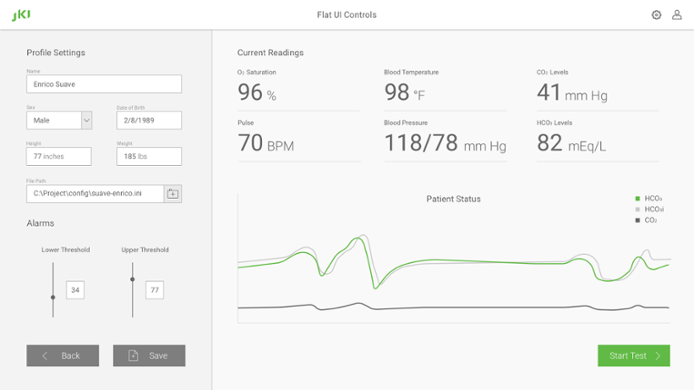 jkI
Flat UI Controls
Profile Settings
Name
Enrico Suave
Sex
Date of Birth
Male
2/8/1989
Height
Weight
77 inches
185 lbs
File Path
C:\Project\config\suave-enrico.ini
Alarms
Lower Threshold
Upper Threshold
34
77
Back
Save
Current Readings
O₂ Saturation
Blood Temperature
CO₂ Levels
96 %
98 °F
41 mm Hg
Pulse
Blood Pressure
HCO₃ Levels
70 BPM
118/78 mm Hg
82 mEq/L
Patient Status
HCO₃
HCO₃i
CO₂
Start Test